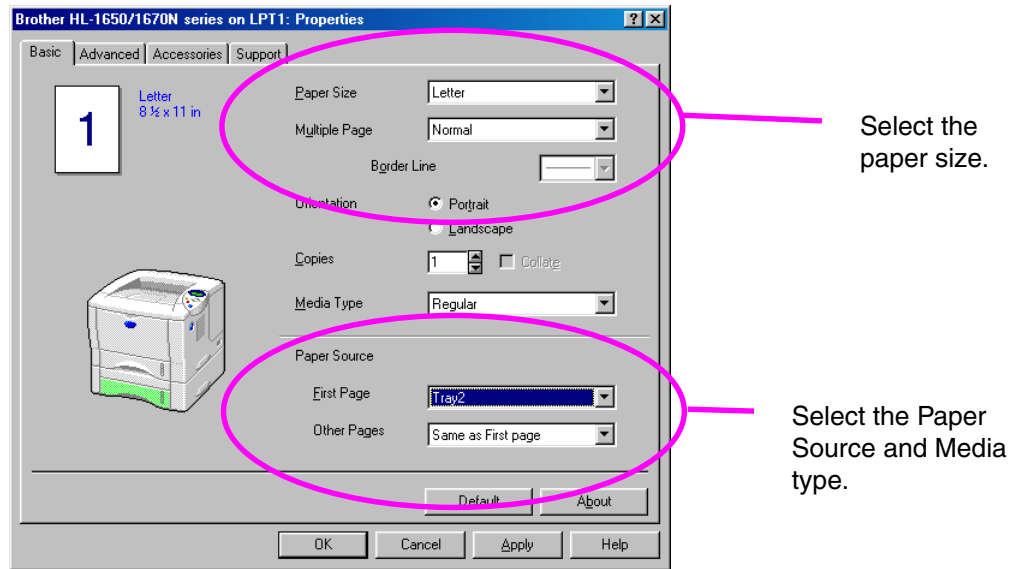 Brother HL-1650/1670N series on LPT1: Properties
Basic Advanced Accessories Support
1
Letter
8 ½ x 11 in
Paper Size Letter
Multiple Page Normal
Border Line
Orientation Portrait
Landscape
Copies 1 Collate
Media Type Regular
Paper Source
First Page Tray2
Other Pages Same as First page
Default About
OK Cancel Apply Help
Select the
paper size.
Select the Paper
Source and Media
type.